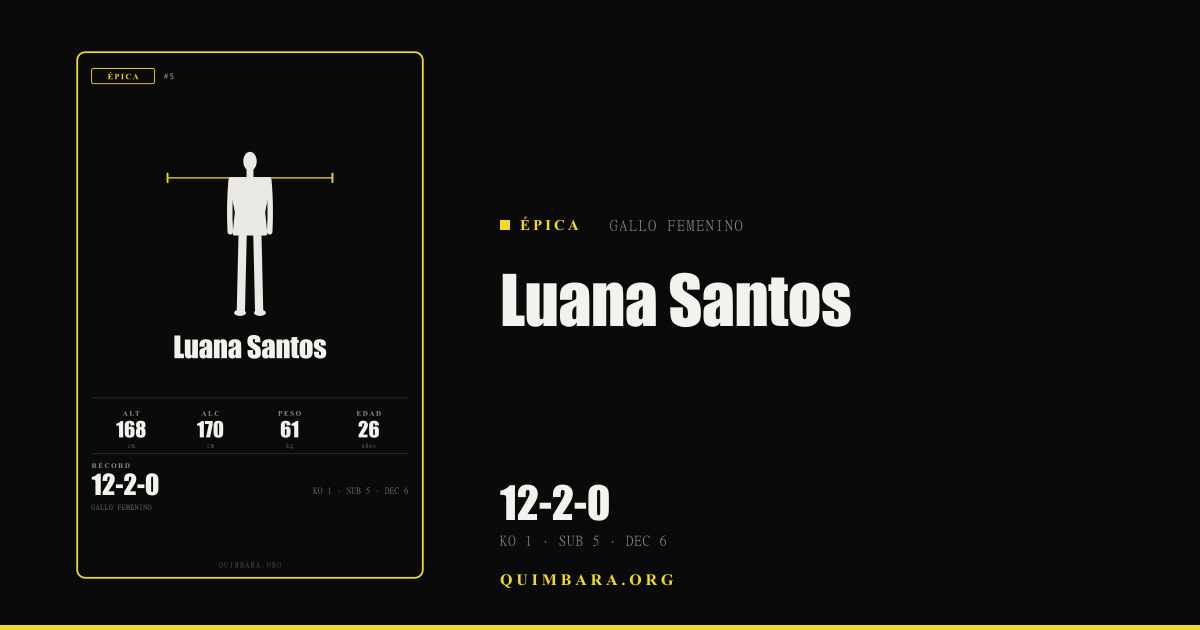 ÉPICA #5
Luana Santos
ALT ALC PESO EDAD
168 170 61 26
cm cm kg años
RÉCORD
12-2-0
KO 1 · SUB 5 · DEC 6
GALLO FEMENINO
QUIMBARA.ORG
ÉPICA GALLO FEMENINO
Luana Santos
12-2-0
KO 1 · SUB 5 · DEC 6
QUIMBARA.ORG